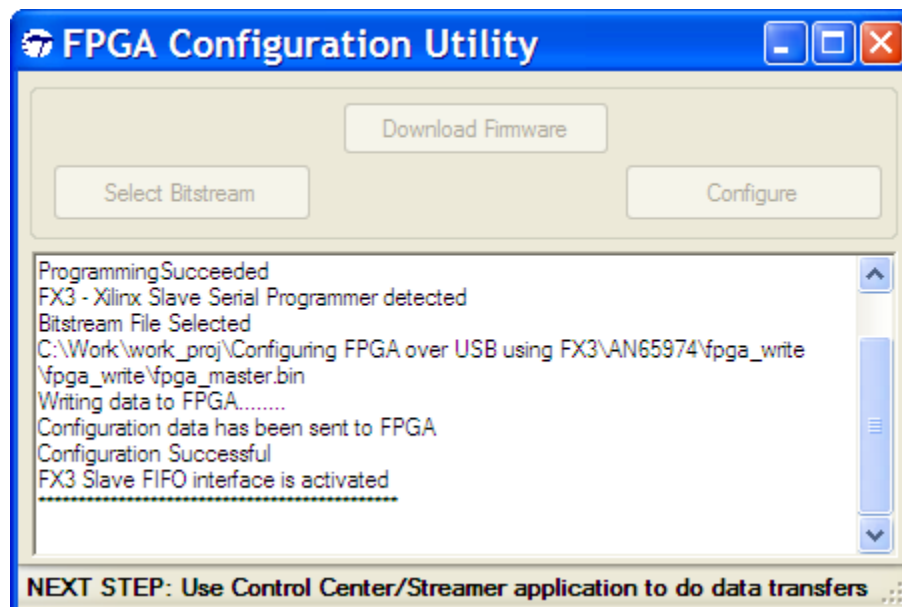 FPGA Configuration Utility
Download Firmware
Select Bitstream
Configure
ProgrammingSucceeded
FX3 - Xilinx Slave Serial Programmer detected
Bitstream File Selected
C:\Work\work_proj\Configuring FPGA over USB using FX3\AN65974\fpga_write
\fpga_write\fpga_master.bin
Writing data to FPGA........
Configuration data has been sent to FPGA
Configuration Successful
FX3 Slave FIFO interface is activated
*********************************************
NEXT STEP: Use Control Center/Streamer application to do data transfers